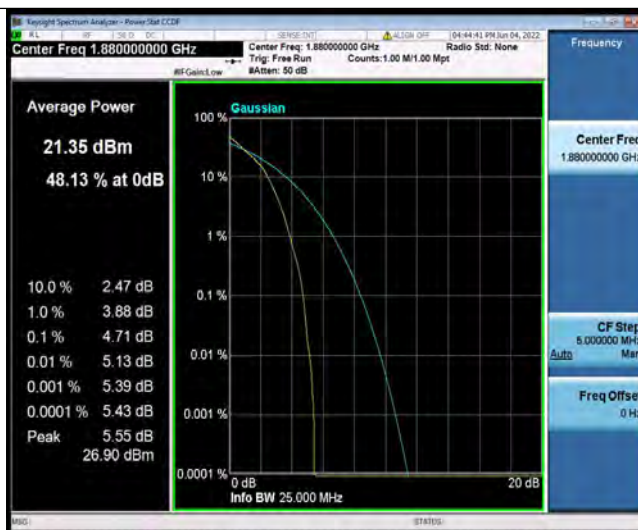 Keysight Spectrum Analyzer - Power Stat CCDF
RL RF 50 Ω DC SENSE:INT ALIGN OFF 04:44:41 PM Jun 04, 2022
Center Freq 1.880000000 GHz
Center Freq: 1.880000000 GHz
Radio Std: None
Trig: Free Run
Counts:1.00 M/1.00 Mpt
#IFGain:Low
#Atten: 50 dB
Average Power
21.35 dBm
48.13 % at 0dB
10.0 % 2.47 dB
1.0 % 3.88 dB
0.1 % 4.71 dB
0.01 % 5.13 dB
0.001 % 5.39 dB
0.0001 % 5.43 dB
Peak 5.55 dB
26.90 dBm
Gaussian
100 %
10 %
1 %
0.1 %
0.01 %
0.001 %
0.0001 %
0 dB
20 dB
Info BW 25.000 MHz
Frequency
Center Freq
1.880000000 GHz
CF Step
5.000000 MHz
Auto Man
Freq Offset
0 Hz
MSG
STATUS